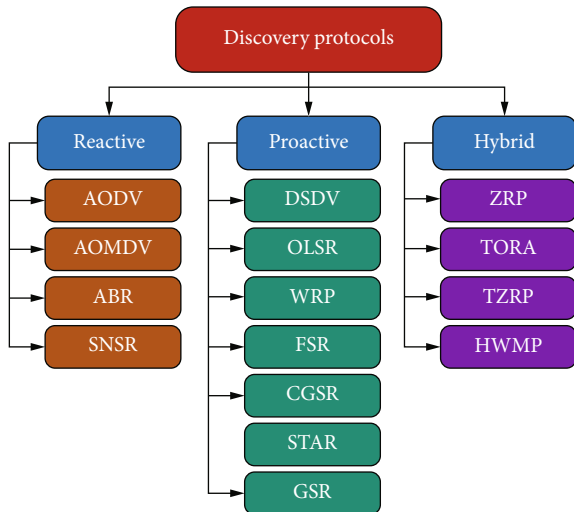 Discovery protocols
Reactive
AODV
AOMDV
ABR
SNSR
Proactive
DSDV
OLSR
WRP
FSR
CGSR
STAR
GSR
Hybrid
ZRP
TORA
TZRP
HWMP